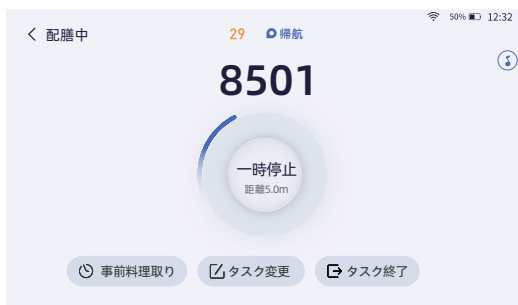 50% 12:32
配膳中 29 帰航
8501
一時停止
距離5.0m
事前料理取り タスク変更 タスク終了